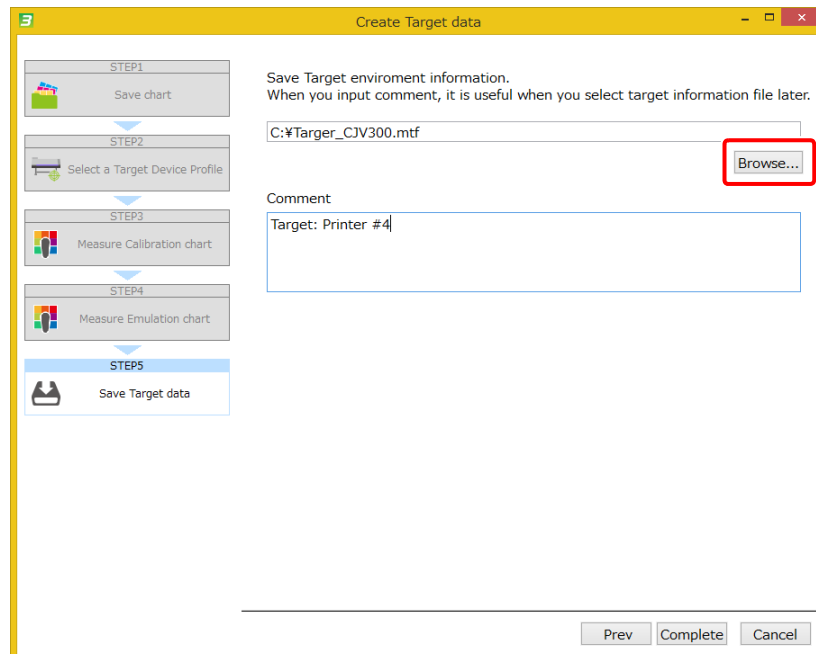 3
Create Target data
STEP1
Save chart
STEP2
Select a Target Device Profile
STEP3
Measure Calibration chart
STEP4
Measure Emulation chart
STEP5
Save Target data
Save Target enviroment information.
When you input comment, it is useful when you select target information file later.
C:¥Targer_CJV300.mtf
Browse...
Comment
Target: Printer #4
Prev
Complete
Cancel